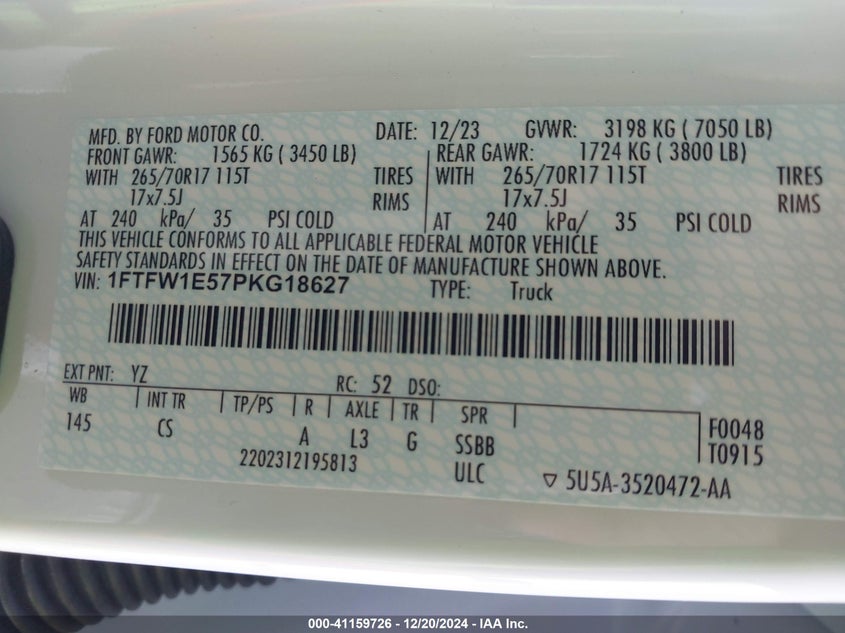 MFD. BY FORD MOTOR CO. DATE: 12/23 GVWR: 3198 KG ( 7050 LB)
FRONT GAWR: 1565 KG ( 3450 LB) REAR GAWR: 1724 KG ( 3800 LB)
WITH 265/70R17 115T TIRES WITH 265/70R17 115T TIRES
17x7.5J RIMS 17x7.5J RIMS
AT 240 kPa/ 35 PSI COLD AT 240 kPa/ 35 PSI COLD
THIS VEHICLE CONFORMS TO ALL APPLICABLE FEDERAL MOTOR VEHICLE
SAFETY STANDARDS IN EFFECT ON THE DATE OF MANUFACTURE SHOWN ABOVE.
VIN: 1FTFW1E57PKG18627 TYPE: Truck
EXT PNT: YZ RC: 52 DSO:
WB INT TR TP/PS R AXLE TR SPR
145 CS A L3 G SSBB F0048
2202312195813 ULC T0915
5U5A-3520472-AA
000-41159726 - 12/20/2024 - IAA Inc.